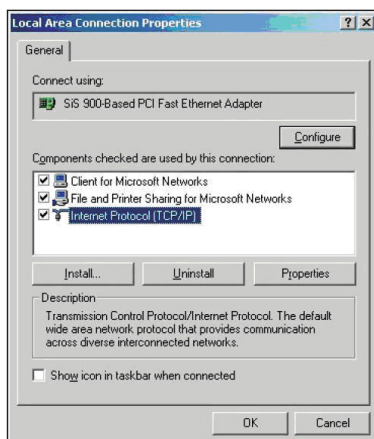 Local Area Connection Properties
General
Connect using:
SiS 900-Based PCI Fast Ethernet Adapter
Configure
Components checked are used by this connection:
Client for Microsoft Networks
File and Printer Sharing for Microsoft Networks
Internet Protocol (TCP/IP)
Install... Uninstall Properties
Description
Transmission Control Protocol/Internet Protocol. The default
wide area network protocol that provides communication
across diverse interconnected networks.
Show icon in taskbar when connected
OK Cancel